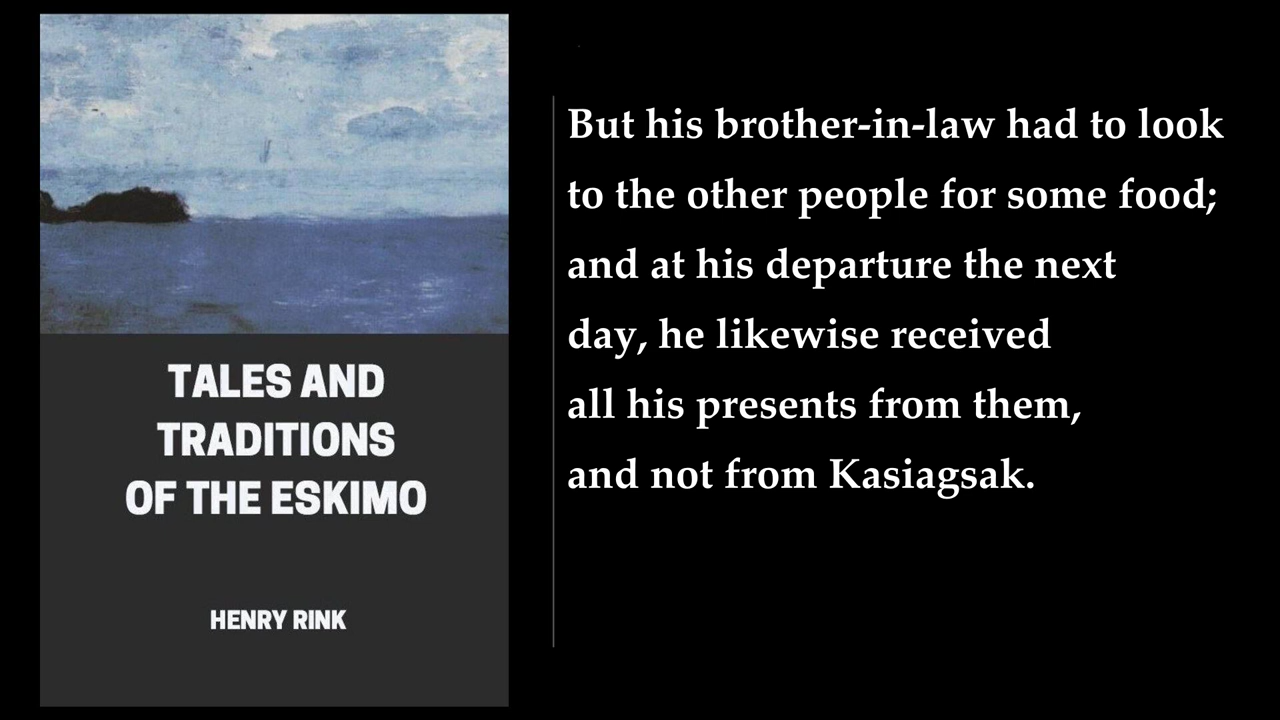 TALES AND
TRADITIONS
OF THE ESKIMO
HENRY RINK
But his brother-in-law had to look
to the other people for some food;
and at his departure the next
day, he likewise received
all his presents from them,
and not from Kasiagsak.